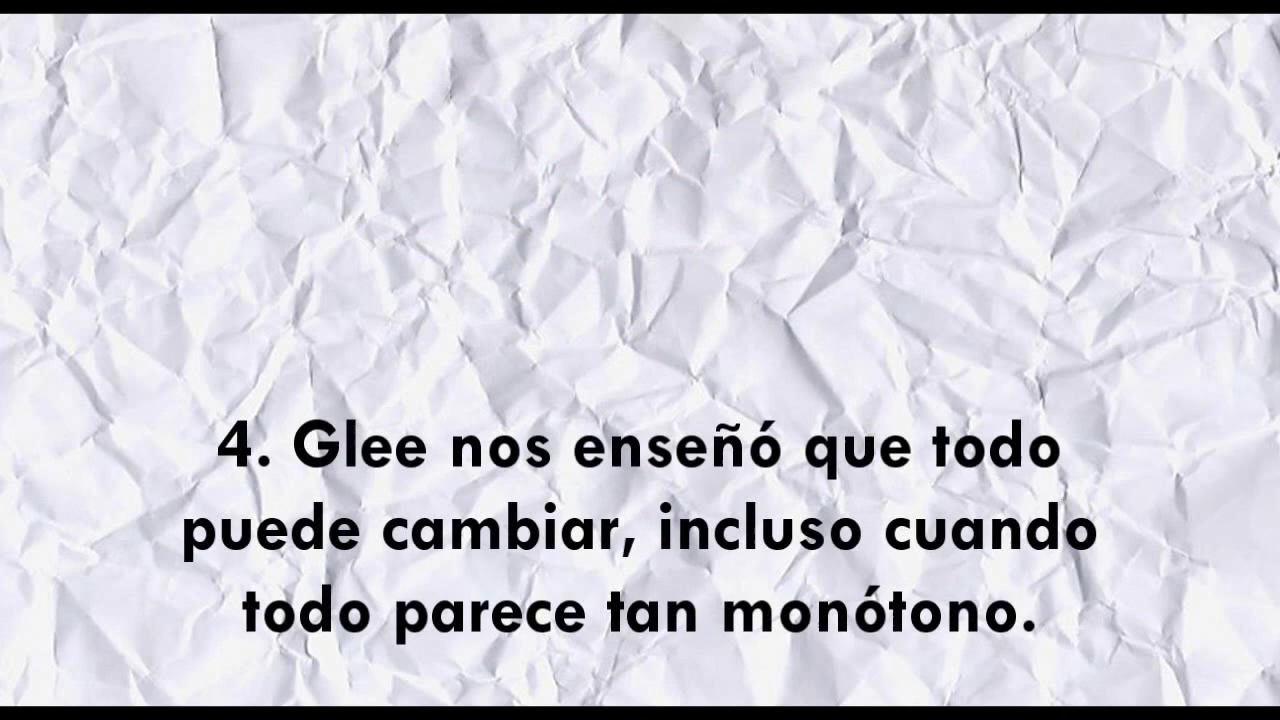 4. Glee nos enseñó que todo
puede cambiar, incluso cuando
todo parece tan monótono.